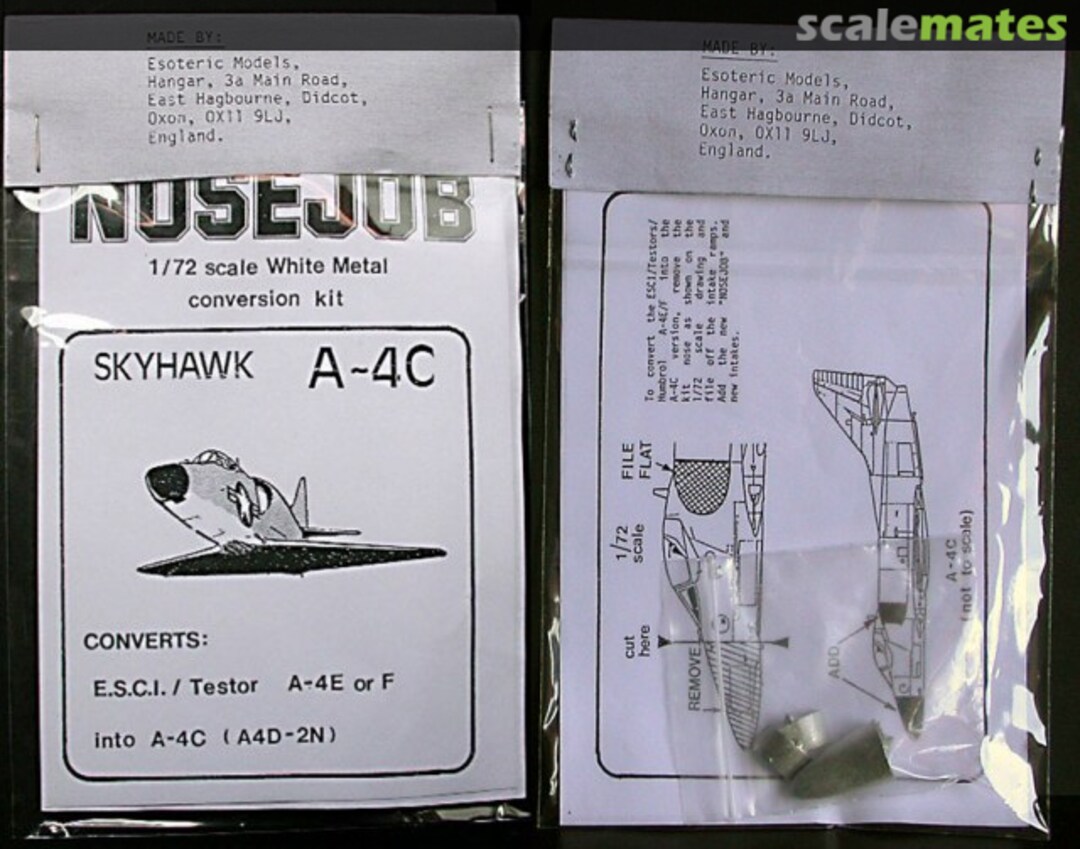 scalemates
MADE BY:
Esoteric Models,
Hangar, 3a Main Road,
East Hagbourne, Didcot,
Oxon, OX11 9LJ,
England.
NOSEJOB
1/72 scale White Metal
conversion kit
SKYHAWK A-4C
CONVERTS:
E.S.C.I. / Testor A-4E or F
into A-4C (A4D-2N)
MADE BY:
Esoteric Models,
Hangar, 3a Main Road,
East Hagbourne, Didcot,
Oxon, OX11 9LJ,
England.
To convert the ESCI/Testors/
Humbrol A-4E/F into the
A-4C version, remove the
kit nose as shown on the
1/72 scale drawing and
file off the intake ramps.
Add the new "NOSEJOB" and
new intakes.
FILE
FLAT
1/72
scale
cut
here
REMOVE
ADD
A-4C
(not to scale)